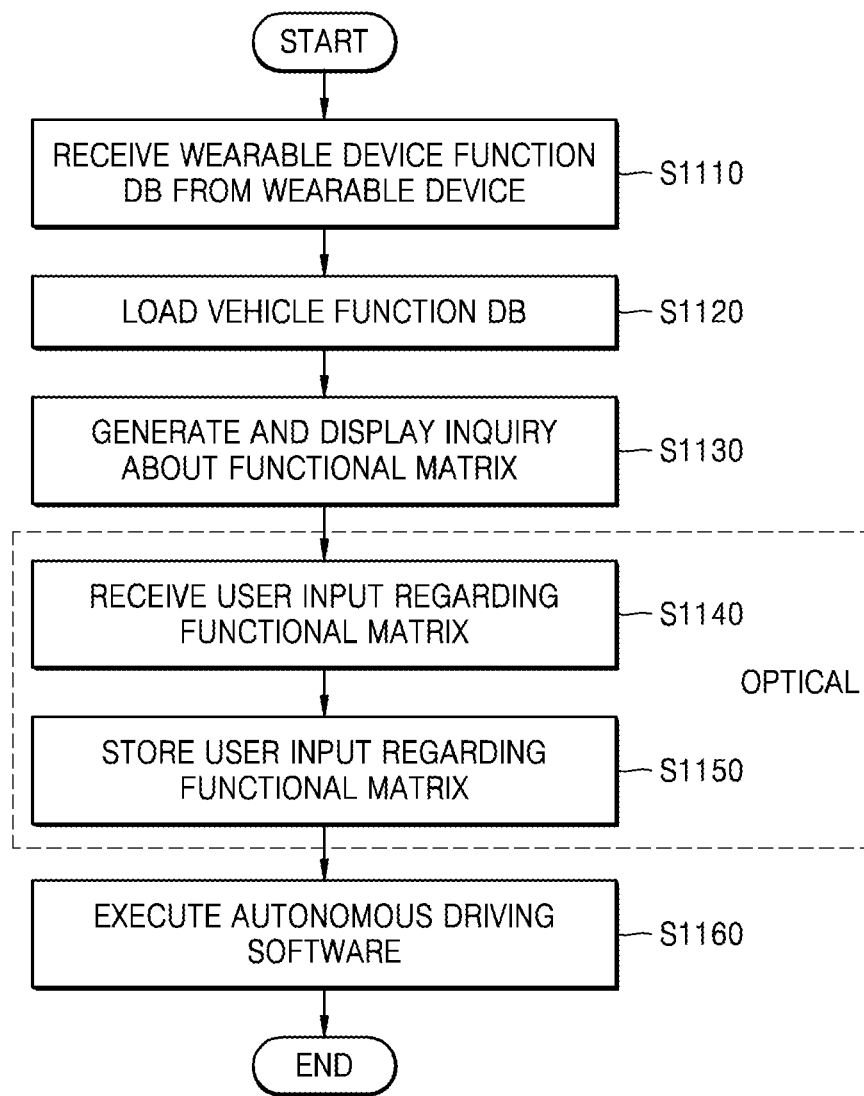 START
RECEIVE WEARABLE DEVICE FUNCTION
DB FROM WEARABLE DEVICE
S1110
LOAD VEHICLE FUNCTION DB
S1120
GENERATE AND DISPLAY INQUIRY
ABOUT FUNCTIONAL MATRIX
S1130
RECEIVE USER INPUT REGARDING
FUNCTIONAL MATRIX
S1140
OPTICAL
STORE USER INPUT REGARDING
FUNCTIONAL MATRIX
S1150
EXECUTE AUTONOMOUS DRIVING
SOFTWARE
S1160
END